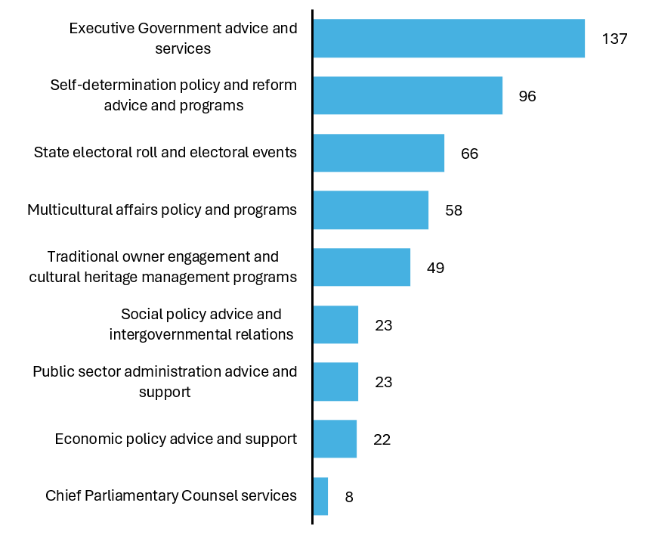 Executive Government advice and
services
137
Self-determination policy and reform
advice and programs
96
State electoral roll and electoral events
66
Multicultural affairs policy and programs
58
Traditional owner engagement and
cultural heritage management programs
49
Social policy advice and
intergovernmental relations
23
Public sector administration advice and
support
23
Economic policy advice and support
22
Chief Parliamentary Counsel services
8